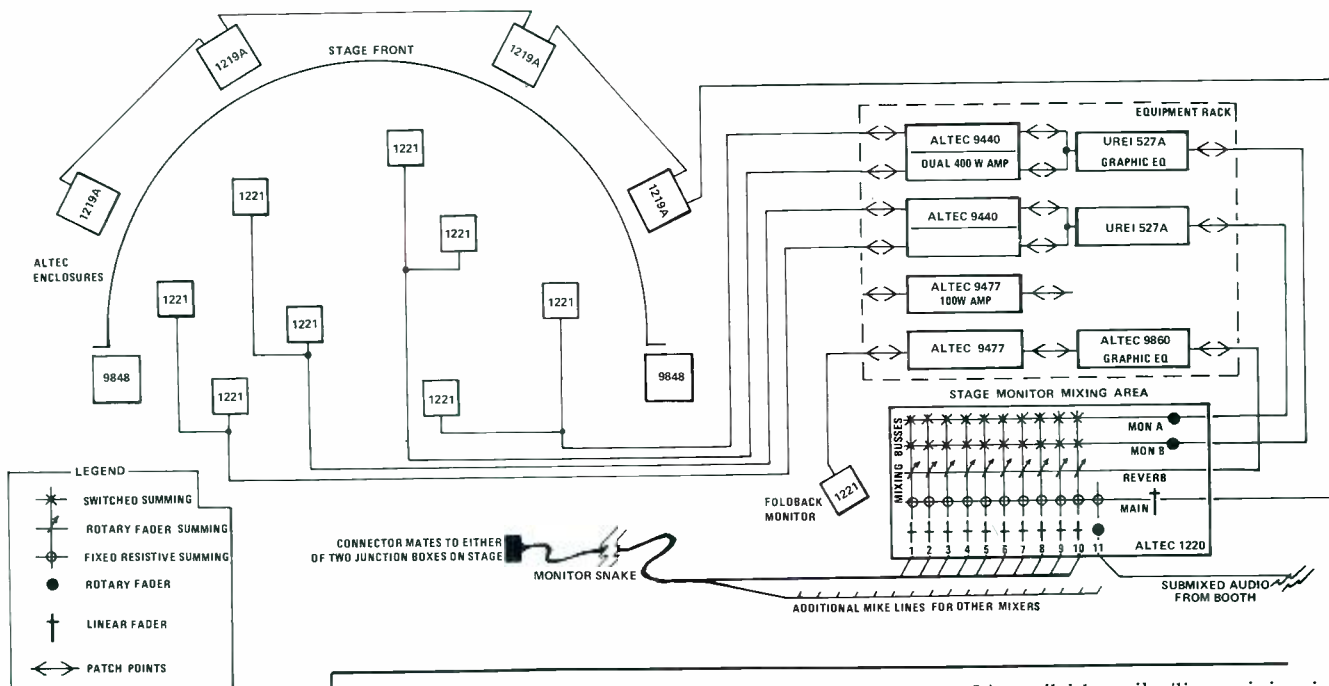 1219A
1219A
STAGE FRONT
1219A
1219A
ALTEC
ENCLOSURES
1221
1221
1221
1221
1221
1221
1221
1221
9848
9848
EQUIPMENT RACK
ALTEC 9440
DUAL 400 W AMP
UREI 527A
GRAPHIC EQ
ALTEC 9440
UREI 527A
ALTEC 9477
100W AMP
ALTEC 9477
ALTEC 9860
GRAPHIC EQ
STAGE MONITOR MIXING AREA
MIXING BUSSES
MON A
MON B
REVERB
MAIN
1 2 3 4 5 6 7 8 9 10 11
ALTEC 1220
1221
FOLDBACK
MONITOR
CONNECTOR MATES TO EITHER
OF TWO JUNCTION BOXES ON STAGE
MONITOR SNAKE
ADDITIONAL MIKE LINES FOR OTHER MIXERS
SUBMIXED AUDIO
FROM BOOTH
LEGEND
SWITCHED SUMMING
ROTARY FADER SUMMING
FIXED RESISTIVE SUMMING
ROTARY FADER
LINEAR FADER
PATCH POINTS